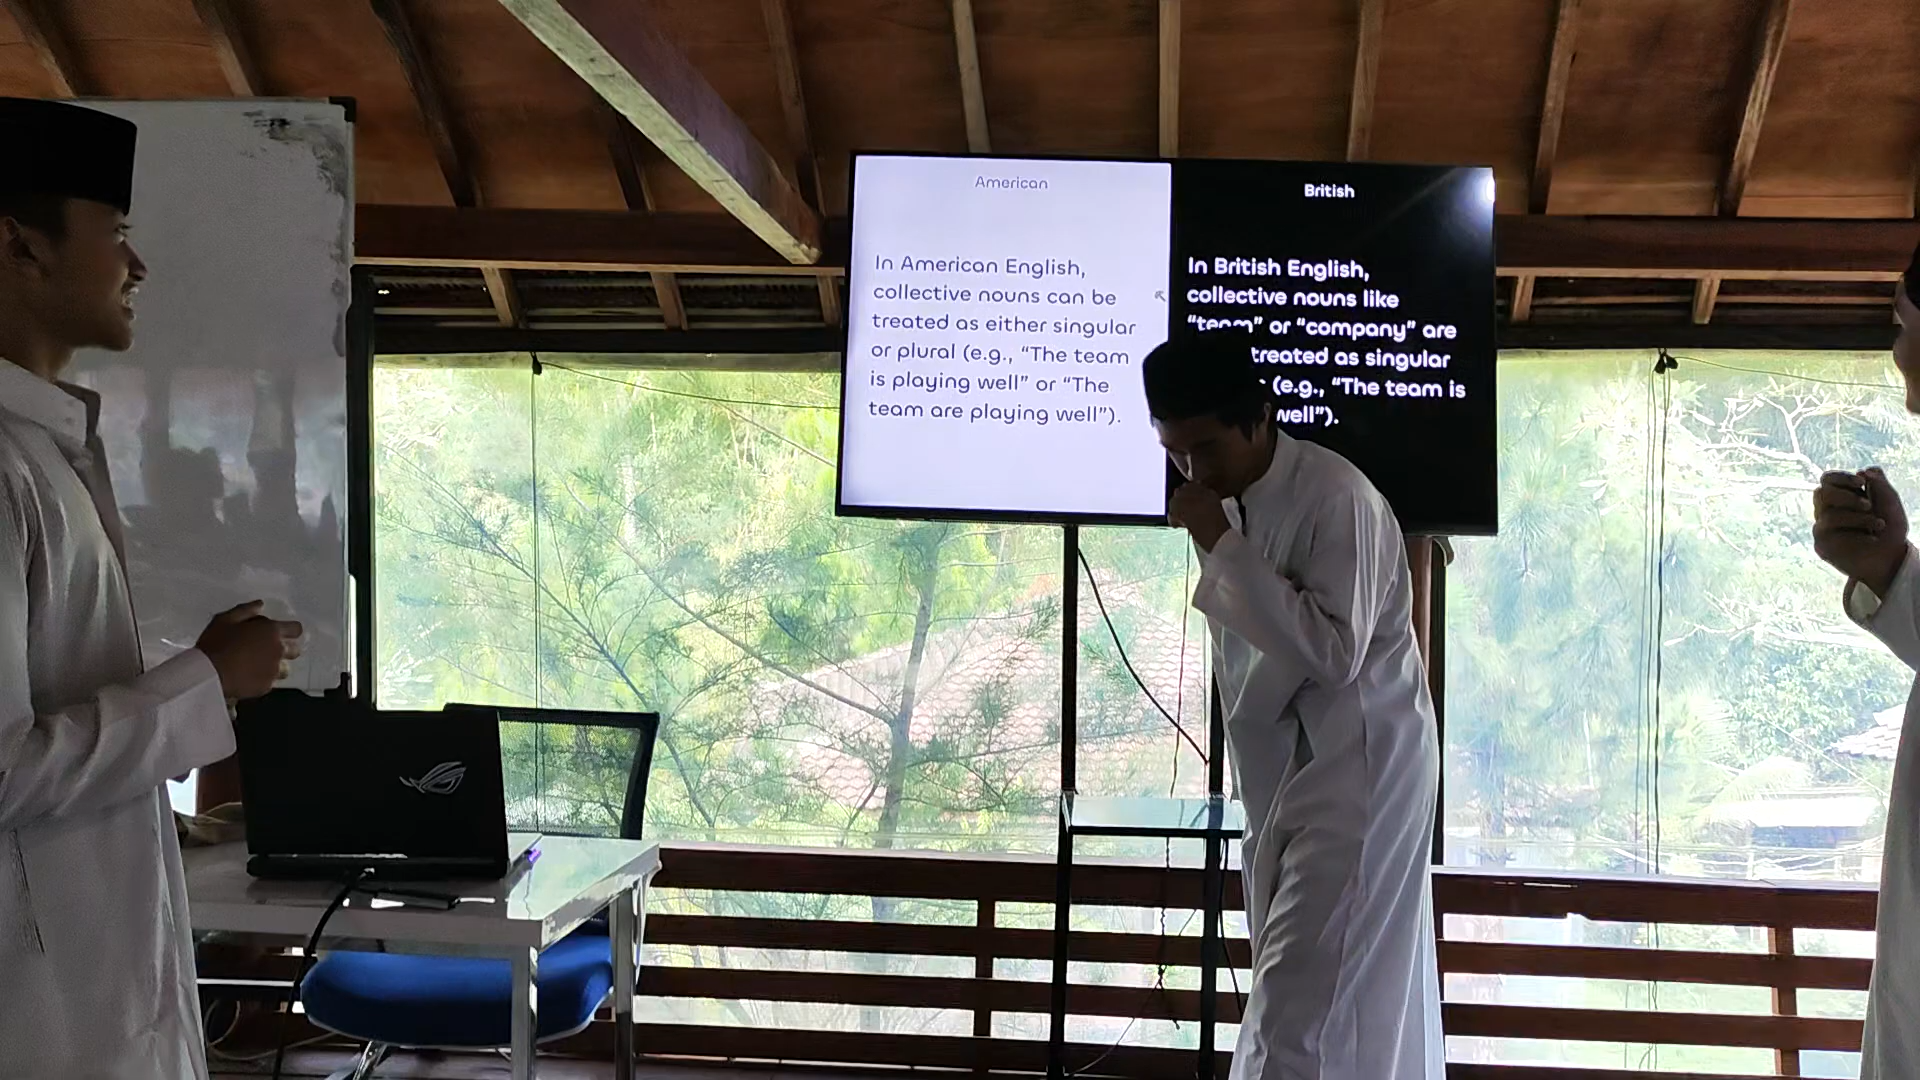 American
In American English,
collective nouns can be
treated as either singular
or plural (e.g., “The team
is playing well” or “The
team are playing well”).
British
In British English,
collective nouns like
“team” or “company” are
treated as singular
(e.g., “The team is
well”).